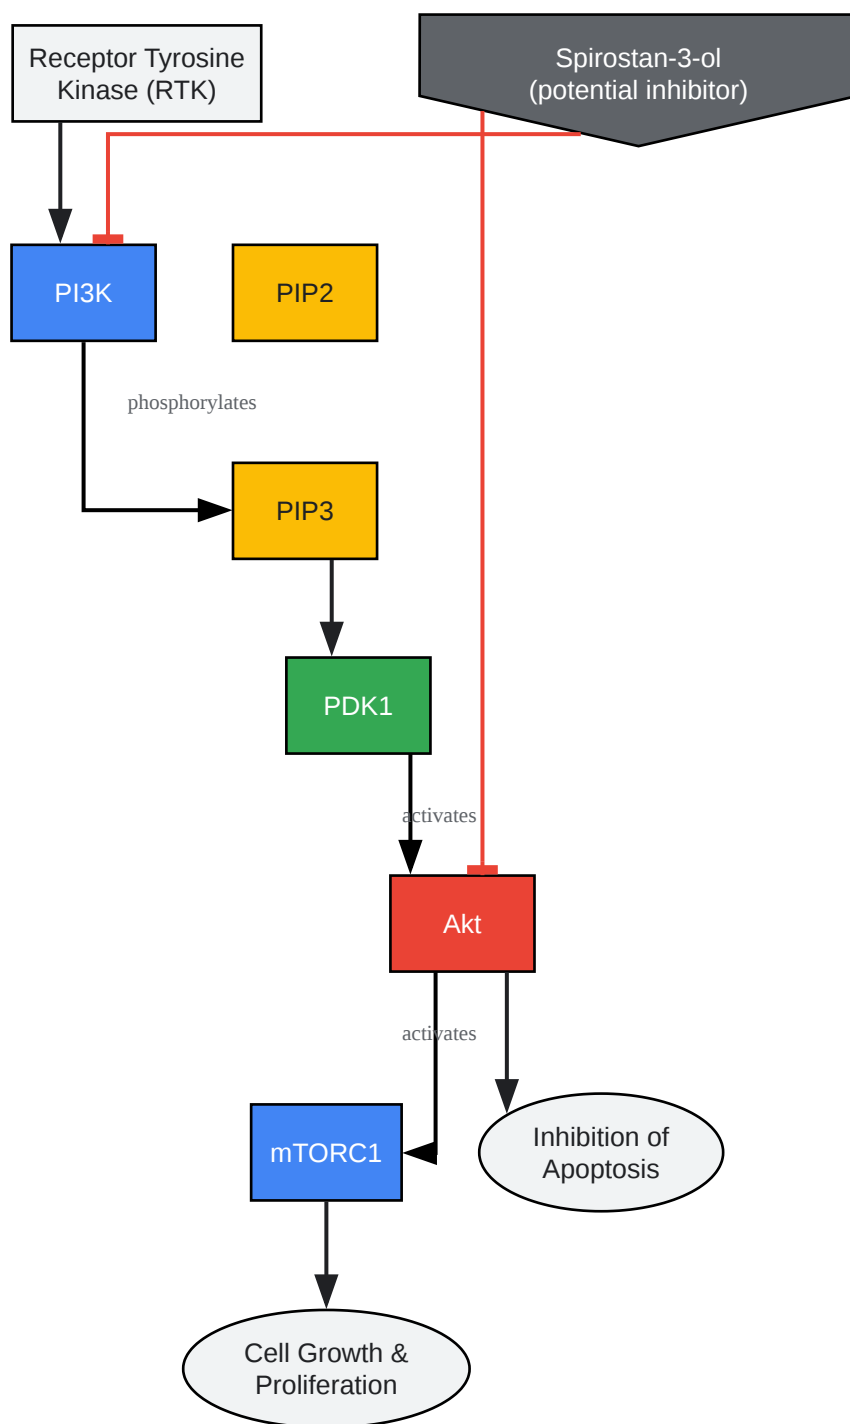 Receptor Tyrosine
Kinase (RTK)
Spirostan-3-ol
(potential inhibitor)
PI3K
PIP2
phosphorylates
PIP3
PDK1
activates
Akt
activates
mTORC1
Inhibition of
Apoptosis
Cell Growth &
Proliferation